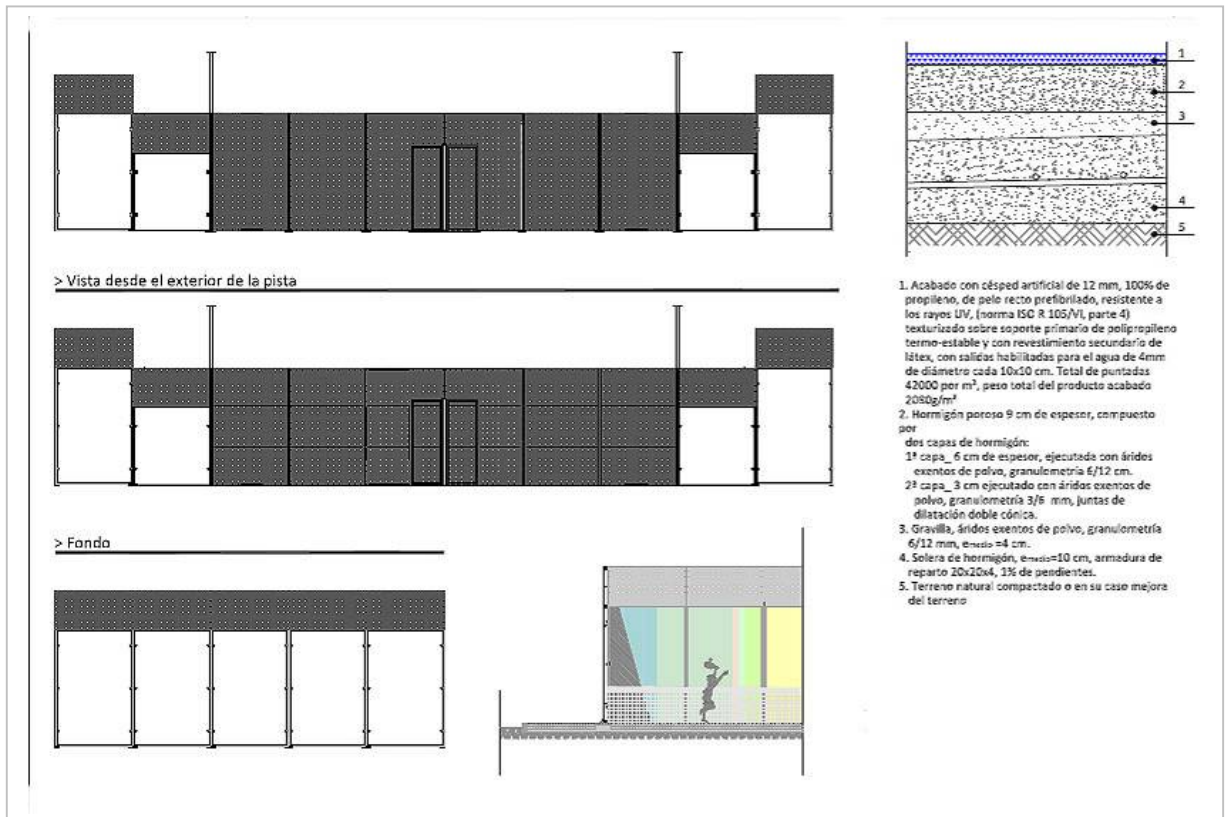 1
2
3
4
5
> Vista desde el exterior de la pista
> Fondo
1. Acabado con césped artificial de 12 mm, 100% de
propileno, de pelo recto prefibrilado, resistente a
los rayos UV, (norma ISO R 105/VI, parte 4)
texturizado sobre soporte primario de polipropileno
termo-estable y con revestimiento secundario de
látex, con salidas habilitadas para el agua de 4mm
de diámetro cada 10x10 cm. Total de puntadas
42000 por m², peso total del producto acabado
2080g/m²
2. Hormigón poroso 9 cm de espesor, compuesto
por
dos capas de hormigón:
1ª capa_ 6 cm de espesor, ejecutada con áridos
exentos de polvo, granulometría 6/12 cm.
2ª capa_ 3 cm ejecutado con áridos exentos de
polvo, granulometría 3/6 mm, juntas de
dilatación doble cónica.
3. Gravilla, áridos exentos de polvo, granulometría
6/12 mm, emedio =4 cm.
4. Solera de hormigón, emedio=10 cm, armadura de
reparto 20x20x4, 1% de pendientes.
5. Terreno natural compactado o en su caso mejora
del terreno